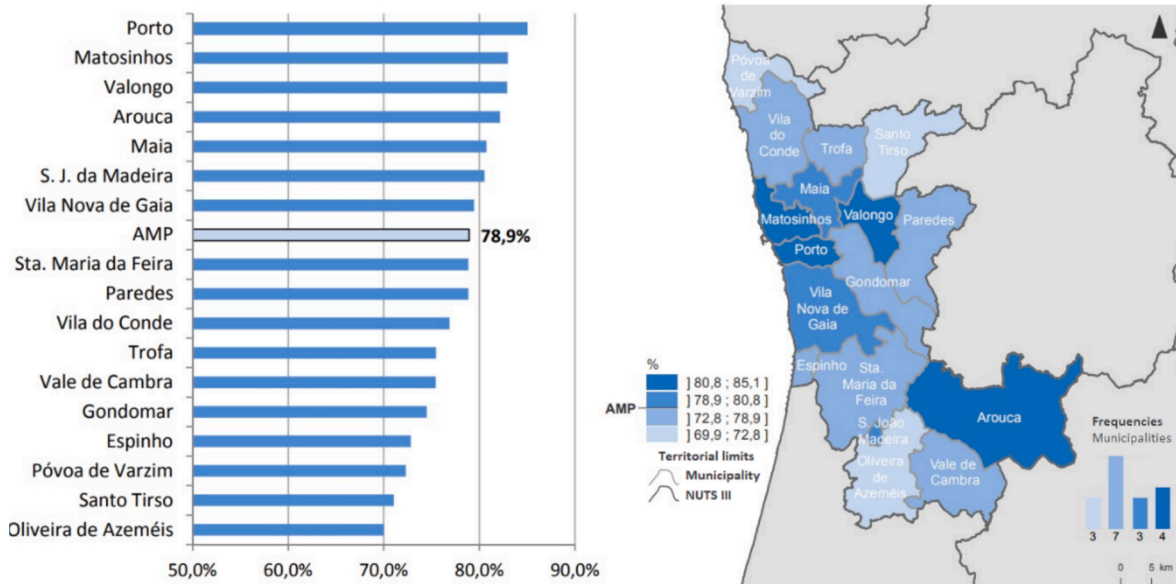 Porto
Matosinhos
Valongo
Arouca
Maia
S. J. da Madeira
Vila Nova de Gaia
AMP
78,9%
Sta. Maria da Feira
Paredes
Vila do Conde
Trofa
Vale de Cambra
Gondomar
Espinho
Póvoa de Varzim
Santo Tirso
Oliveira de Azeméis
50,0% 60,0% 70,0% 80,0% 90,0%
Póvoa
de
Varzim
Vila
do
Conde
Trofa
Santo
Tirso
Maia
Matosinhos
Valongo
Paredes
Porto
Gondomar
Vila
Nova de
Gaia
Espinho
Sta.
Maria da
Feira
Arouca
S. João
Madeira
Oliveira
de
Azeméis
Vale de
Cambra
%
] 80,8 ; 85,1 ]
] 78,9 ; 80,8 ]
AMP
] 72,8 ; 78,9 ]
] 69,9 ; 72,8 ]
Territorial limits
Municipality
NUTS III
Frequencies
Municipalities
3 7 3 4
0 5 km